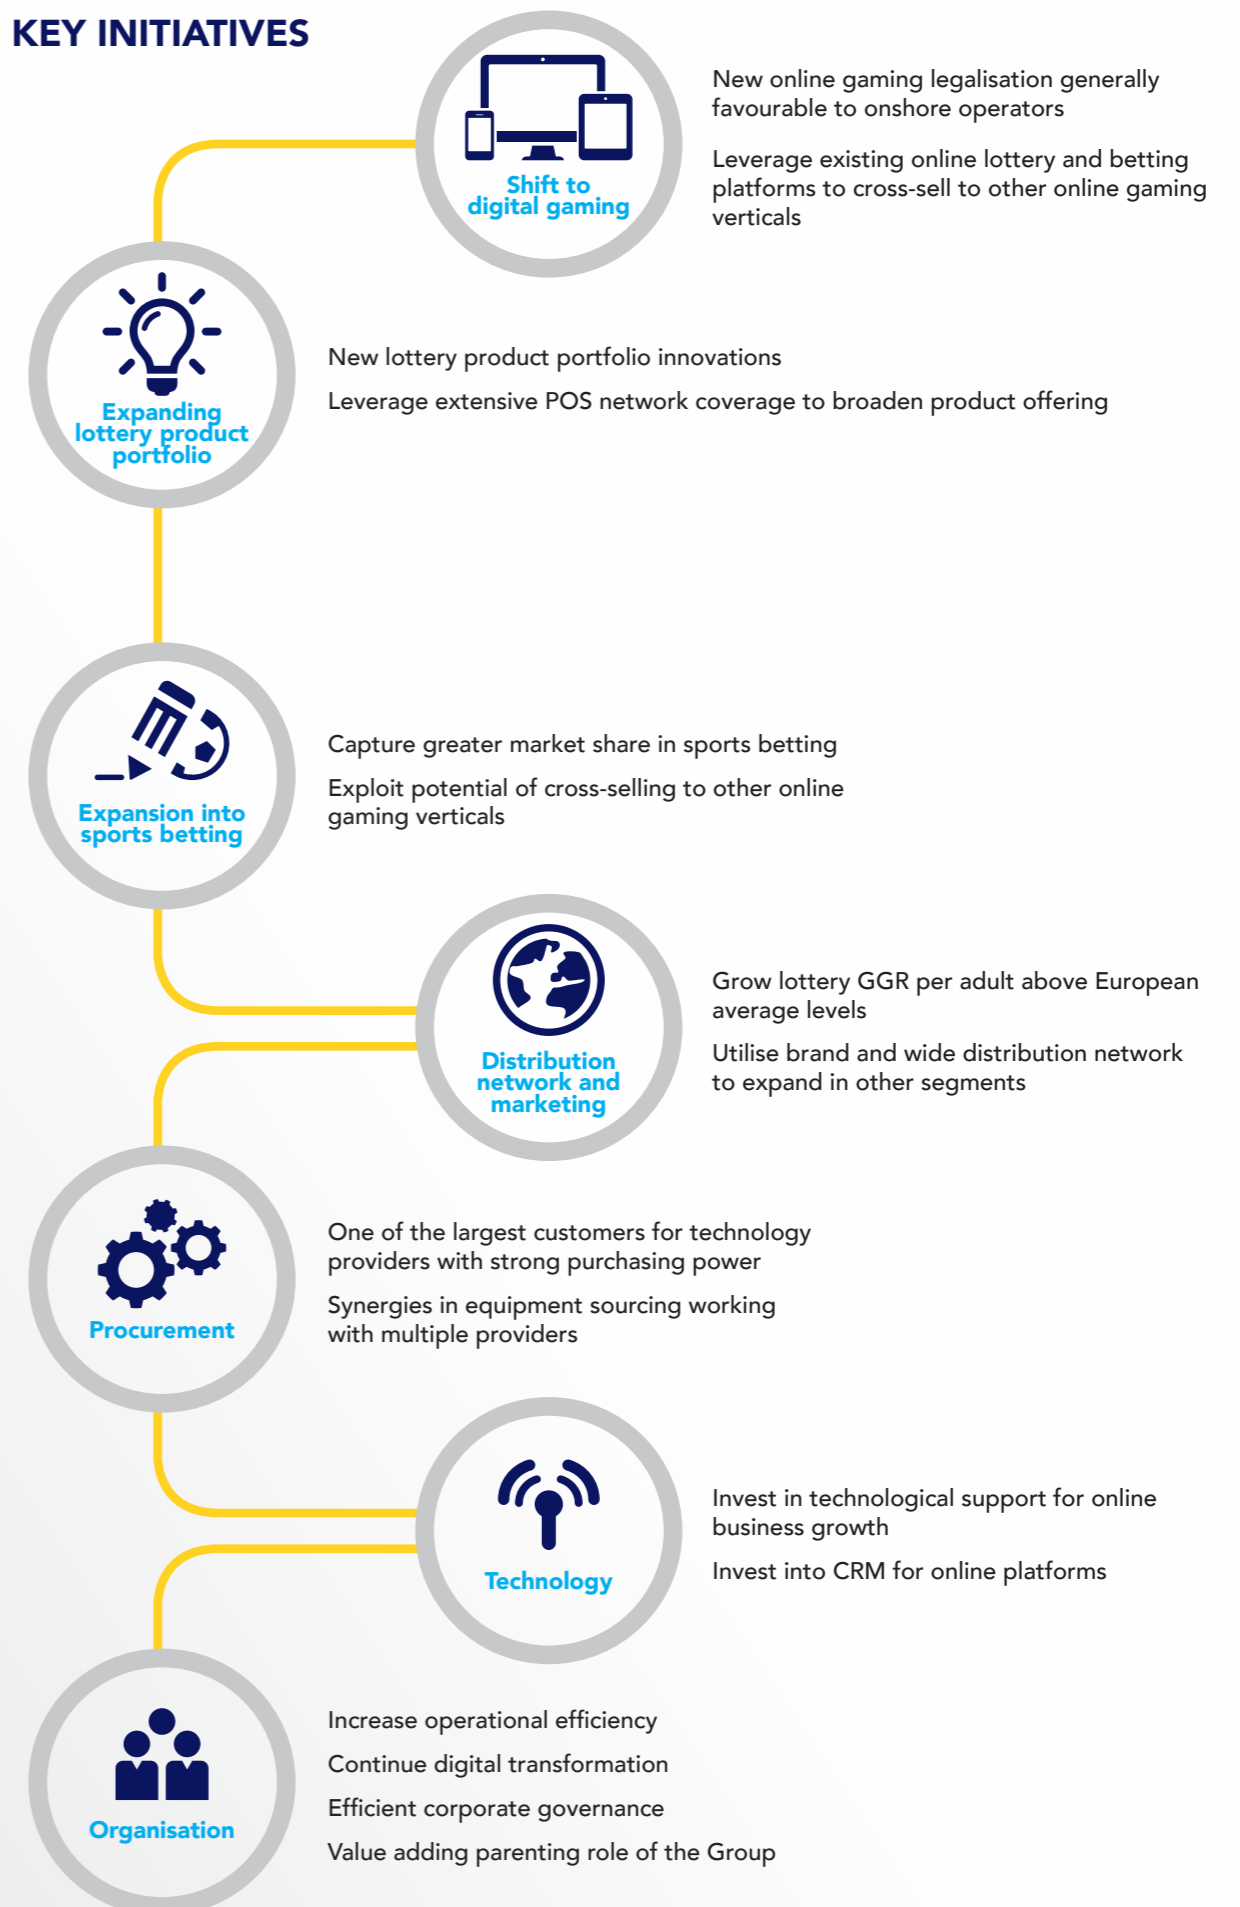 KEY INITIATIVES
Shift to
digital gaming
New online gaming legalisation generally
favourable to onshore operators
Leverage existing online lottery and betting
platforms to cross-sell to other online gaming
verticals
Expanding
lottery product
portfolio
New lottery product portfolio innovations
Leverage extensive POS network coverage to broaden product offering
Expansion into
sports betting
Capture greater market share in sports betting
Exploit potential of cross-selling to other online
gaming verticals
Distribution
network and
marketing
Grow lottery GGR per adult above European
average levels
Utilise brand and wide distribution network
to expand in other segments
Procurement
One of the largest customers for technology
providers with strong purchasing power
Synergies in equipment sourcing working
with multiple providers
Technology
Invest in technological support for online
business growth
Invest into CRM for online platforms
Organisation
Increase operational efficiency
Continue digital transformation
Efficient corporate governance
Value adding parenting role of the Group